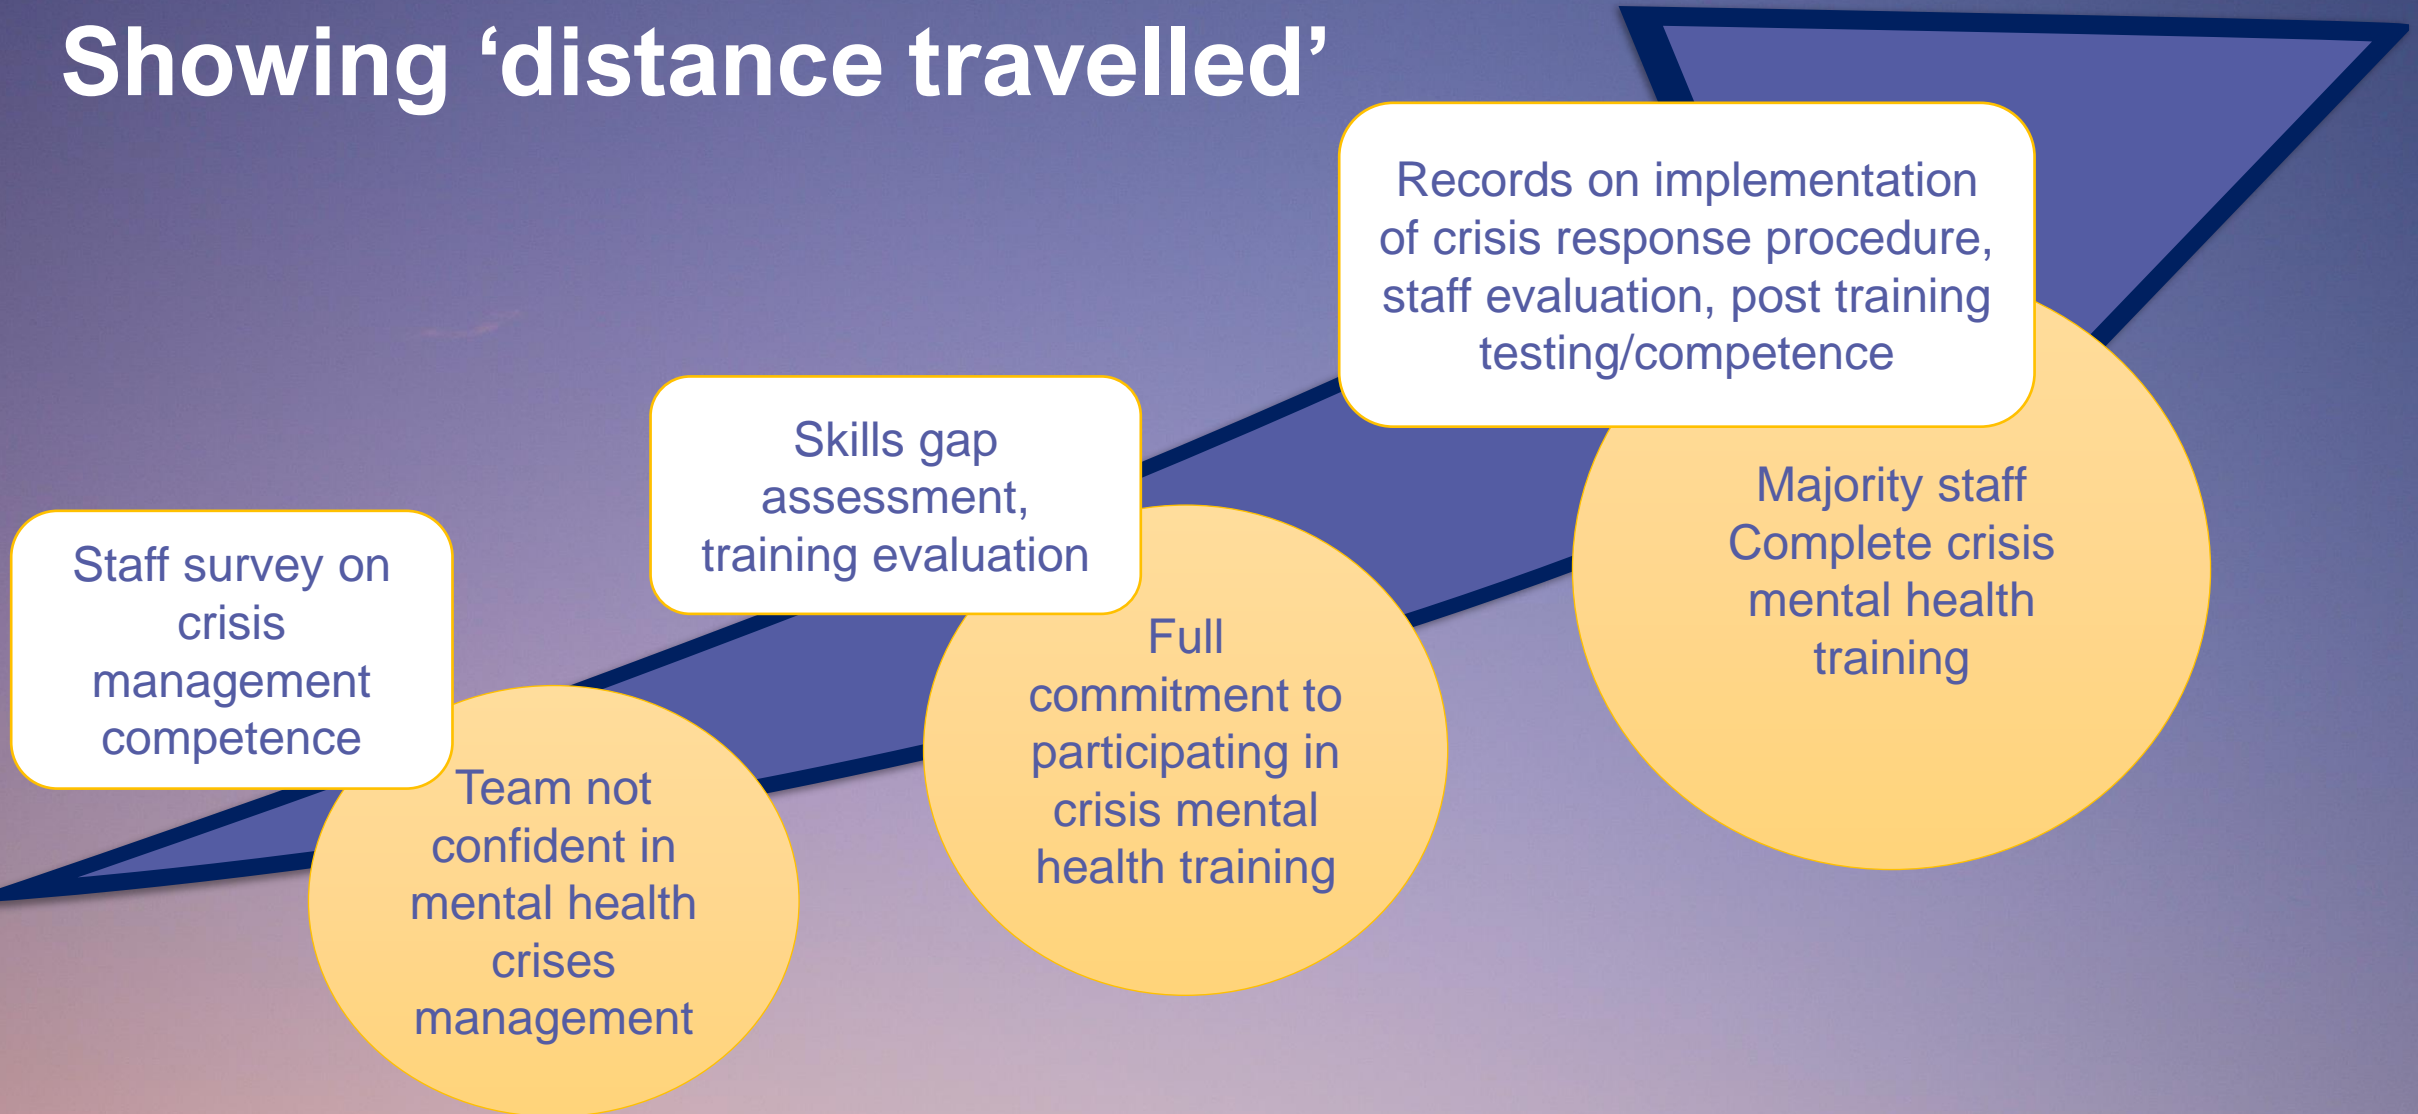 Showing ‘distance travelled’
Staff survey on
crisis
management
competence
Team not
confident in
mental health
crises
management
Skills gap
assessment,
training evaluation
Full
commitment to
participating in
crisis mental
health training
Records on implementation
of crisis response procedure,
staff evaluation, post training
testing/competence
Majority staff
Complete crisis
mental health
training